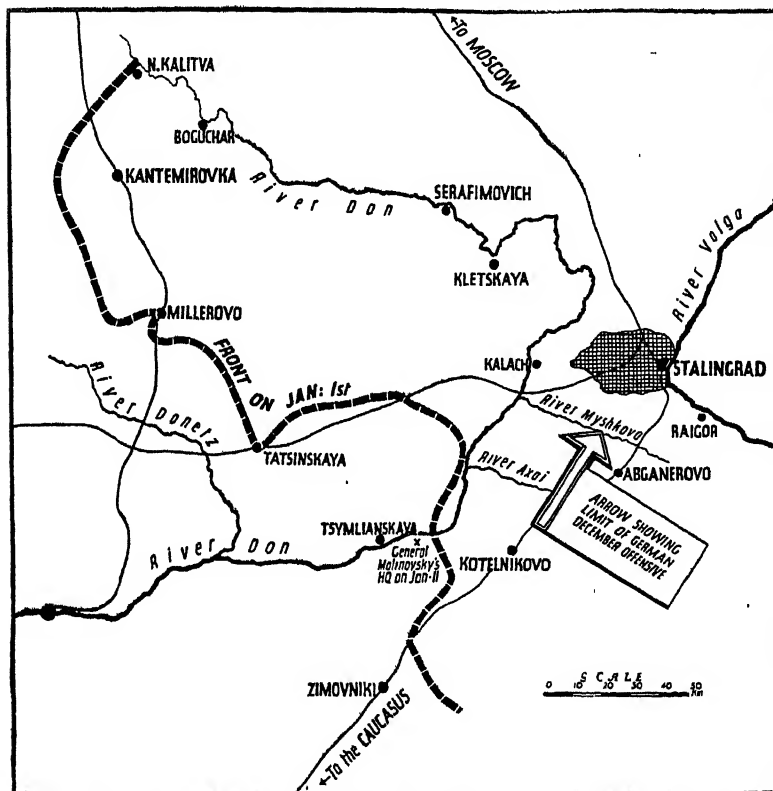 ←To MOSCOW
N. KALITVA
BOGUCHAR
KANTEMIROVKA
River Don
SERAFIMOVICH
KLETSKAYA
River Volga
MILLEROVO
FRONT ON JAN: 1st
KALACH
STALINGRAD
River Donetz
River Myshkovo
RAIGOR
TATSINSKAYA
River Axai
ABGANEROVO
ARROW SHOWING
LIMIT OF GERMAN
DECEMBER OFFENSIVE
TSYMLIANSKAYA
x
General
Malinovsky's
HQ on Jan-11
River DON
KOTELNIKOVO
ZIMOVNIKI
←To the CAUCASUS
SCALE
0 10 20 30 40 50
Km